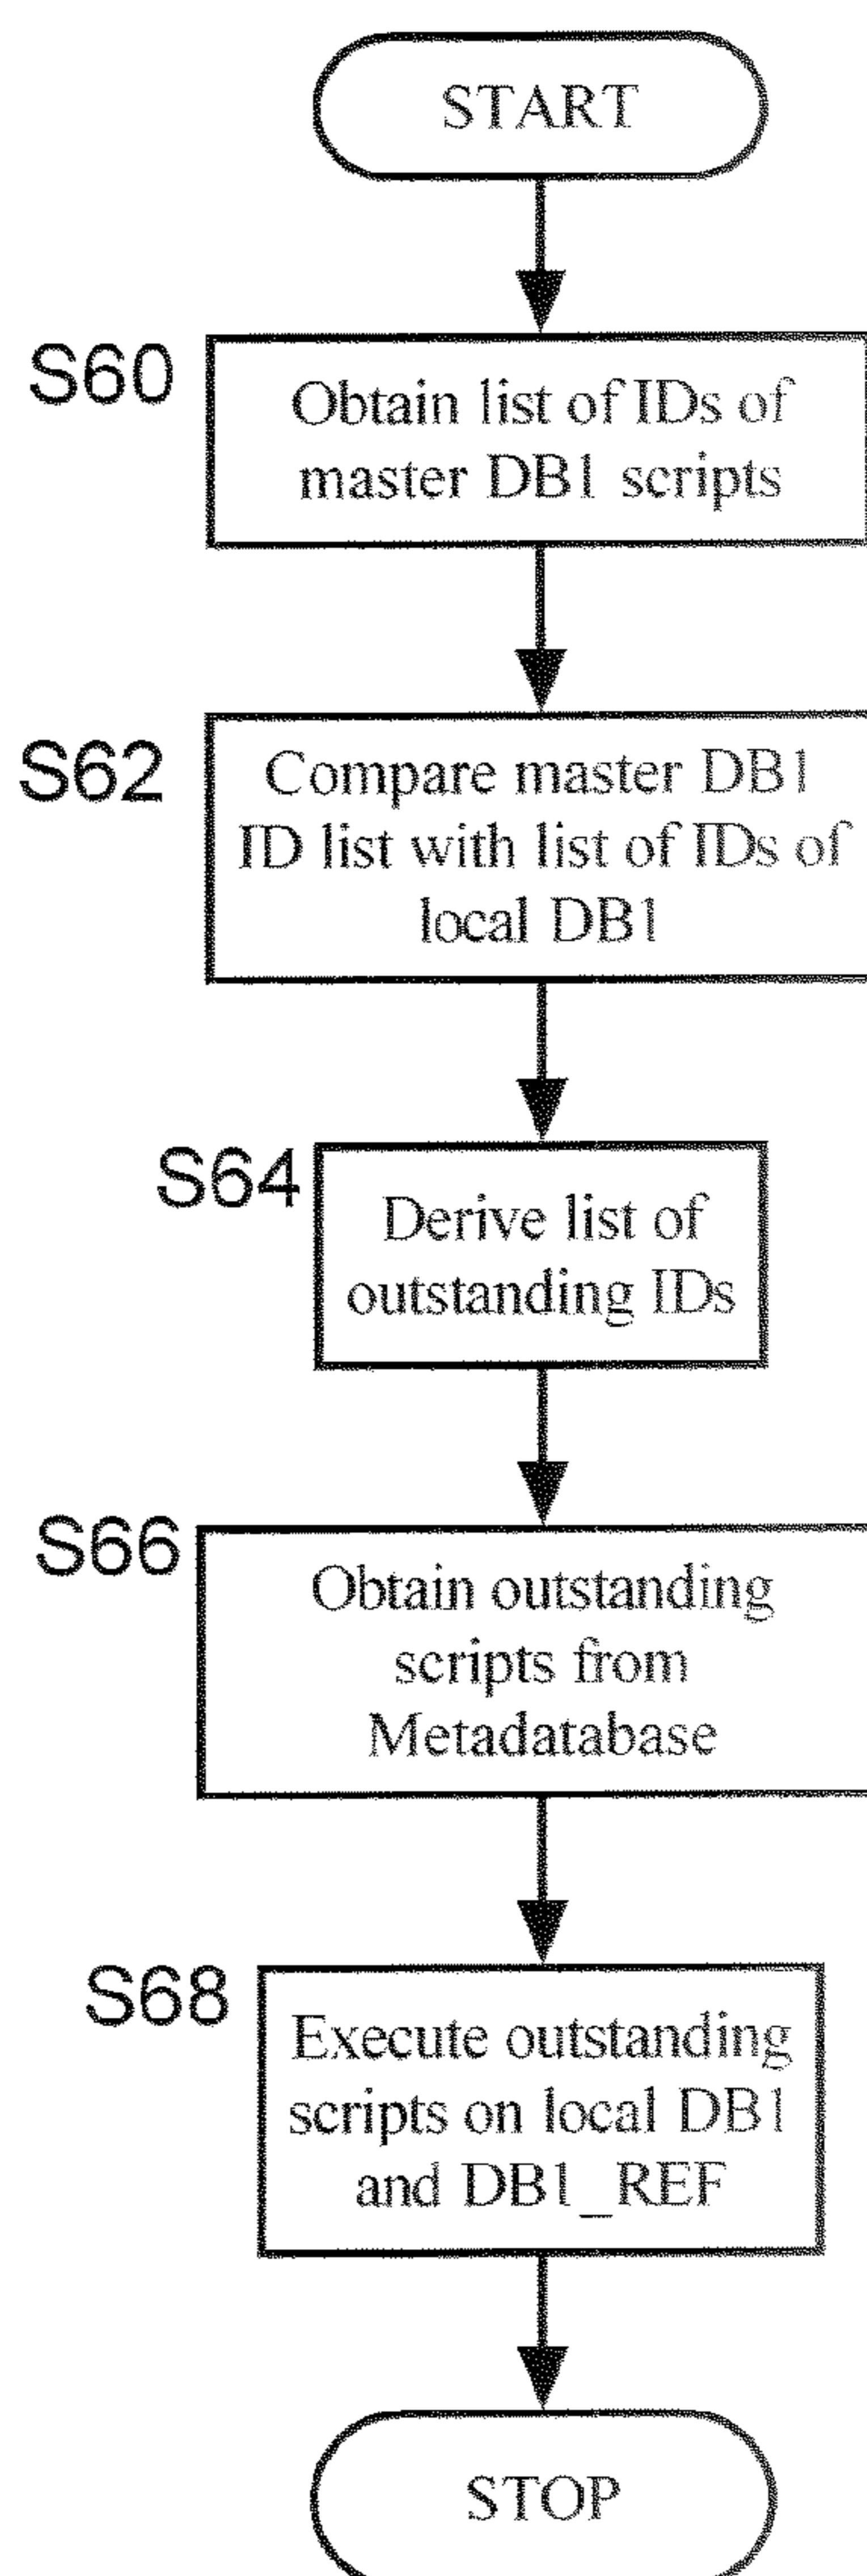 START
S60
Obtain list of IDs of
master DB1 scripts
S62
Compare master DB1
ID list with list of IDs of
local DB1
S64
Derive list of
outstanding IDs
S66
Obtain outstanding
scripts from
Metadatabase
S68
Execute outstanding
scripts on local DB1
and DB1_REF
STOP